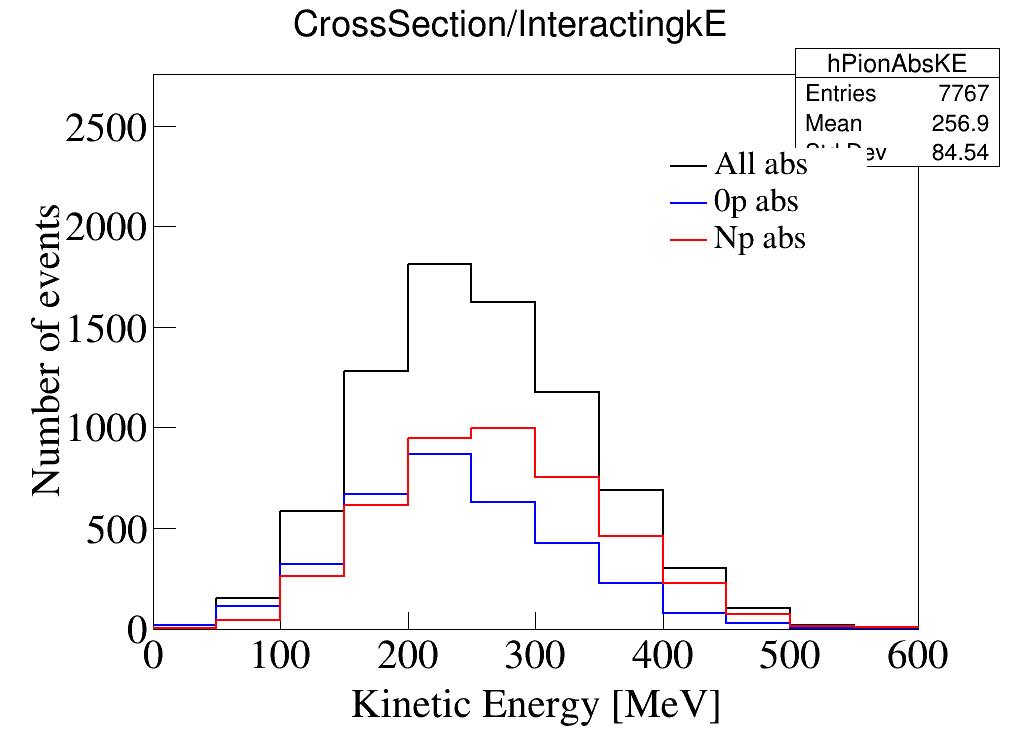 CrossSection/InteractingkE
hPionAbsKE
Entries 7767
Mean 256.9
84.54
All abs
0p abs
Np abs
Number of events
2500
2000
1500
1000
500
0
0 100 200 300 400 500 600
Kinetic Energy [MeV]